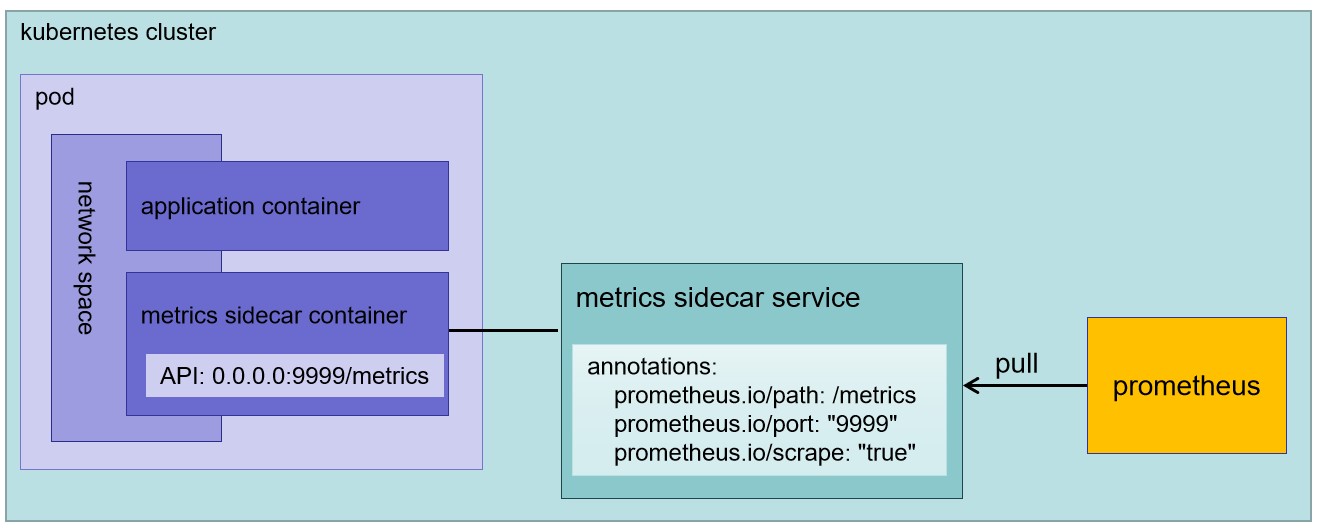 kubernetes cluster
pod
network space
application container
metrics sidecar container
API: 0.0.0.0:9999/metrics
metrics sidecar service
annotations:
prometheus.io/path: /metrics
prometheus.io/port: "9999"
prometheus.io/scrape: "true"
pull
prometheus